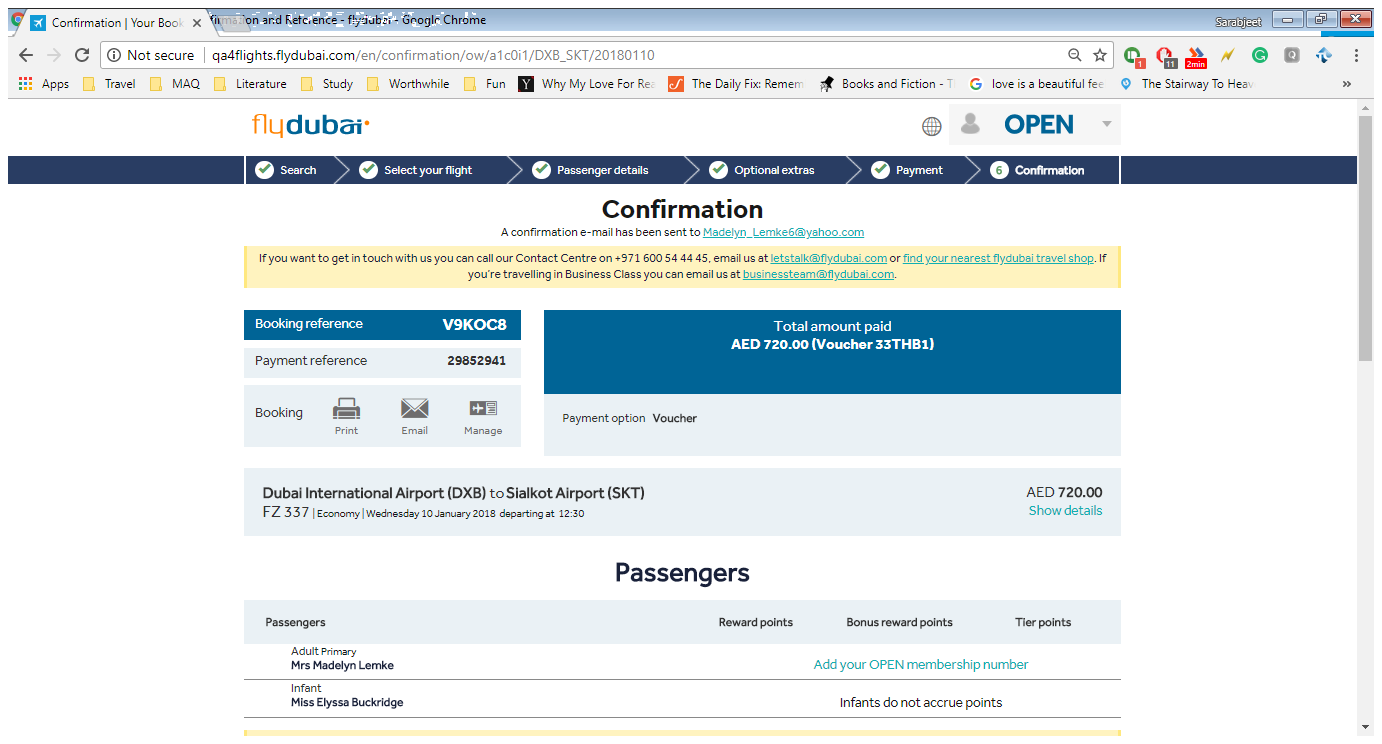 Confirmation | Your Book
and Reference - flydubai - Google Chrome
Sarabjeet
Not secure | qa4flights.flydubai.com/en/confirmation/ow/a1c0i1/DXB_SKT/20180110
1 11 2min
Apps Travel MAQ Literature Study Worthwhile Fun Why My Love For Rea The Daily Fix: Remem Books and Fiction - T love is a beautiful fee The Stairway To Heav »
flydubai
OPEN
Search Select your flight Passenger details Optional extras Payment 6 Confirmation
Confirmation
A confirmation e-mail has been sent to Madelyn_Lemke6@yahoo.com
If you want to get in touch with us you can call our Contact Centre on +971 600 54 44 45, email us at letstalk@flydubai.com or find your nearest flydubai travel shop. If
you're travelling in Business Class you can email us at businessteam@flydubai.com.
Booking reference V9KOC8
Total amount paid
AED 720.00 (Voucher 33THB1)
Payment reference 29852941
Booking
Print Email Manage
Payment option Voucher
Dubai International Airport (DXB) to Sialkot Airport (SKT)
FZ 337 | Economy | Wednesday 10 January 2018 departing at 12:30
AED 720.00
Show details
Passengers
Passengers Reward points Bonus reward points Tier points
Adult Primary
Mrs Madelyn Lemke
Add your OPEN membership number
Infant
Miss Elyssa Buckridge
Infants do not accrue points